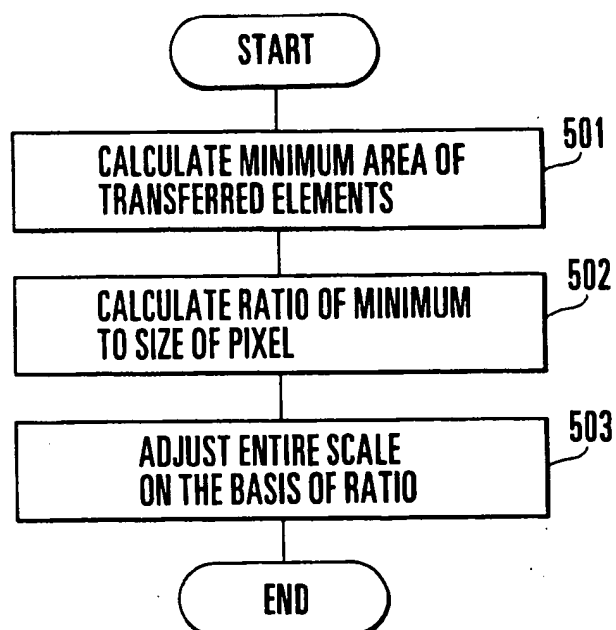 START
501
CALCULATE MINIMUM AREA OF
TRANSFERRED ELEMENTS
502
CALCULATE RATIO OF MINIMUM
TO SIZE OF PIXEL
503
ADJUST ENTIRE SCALE
ON THE BASIS OF RATIO
END